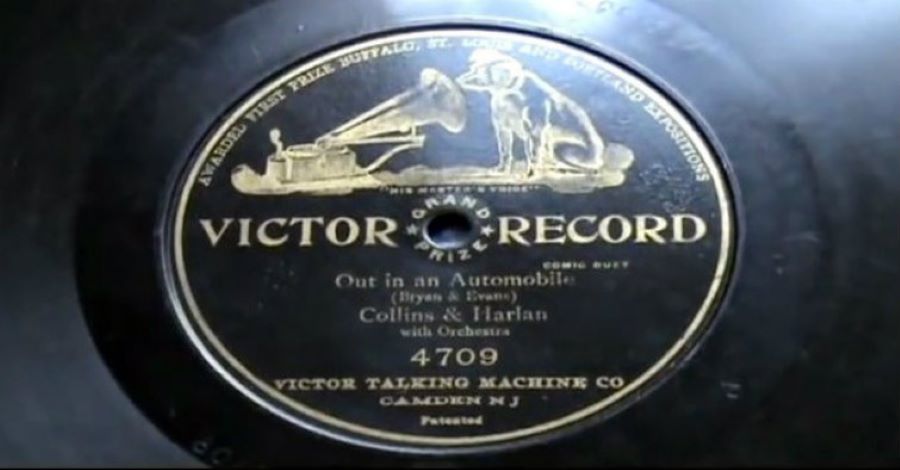 AWARDED FIRST PRIZE BUFFALO, ST. LOUIS AND PORTLAND EXPOSITIONS
"HIS MASTER'S VOICE"
GRAND PRIZE
VICTOR RECORD
COMIC DUET
Out in an Automobile
(Bryan & Evans)
Collins & Harlan
with Orchestra
4709
VICTOR TALKING MACHINE CO
CAMDEN N J
Patented